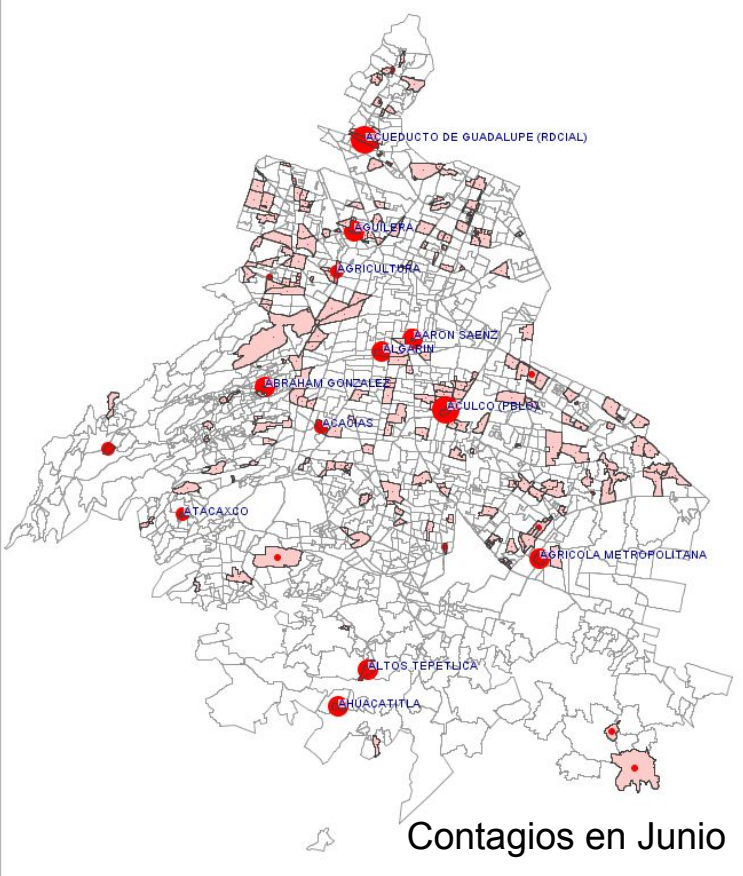 ACUEDUCTO DE GUADALUPE (RDCIAL)
AGUILERA
AGRICULTURA
AARON SAENZ
ALGARIN
ABRAHAM GONZALEZ
ACULCO (PBLO)
ACACIAS
ATACAXCO
AGRICOLA METROPOLITANA
ALTOS TEPETLICA
AHUACATITLA
Contagios en Junio